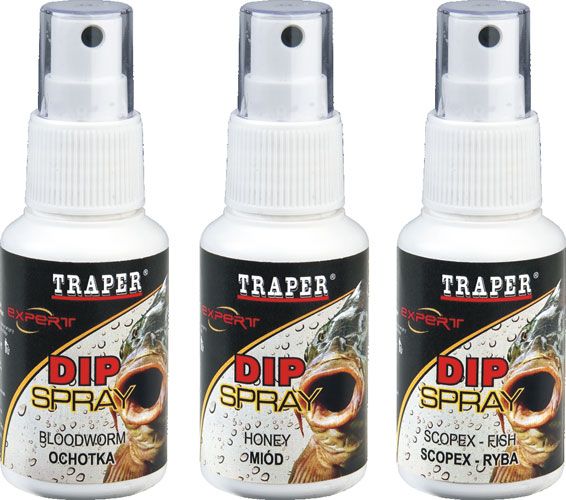 TRAPER®
EXPERT
DIP
SPRAY
BLOODWORM
OCHOTKA
TRAPER®
EXPERT
DIP
SPRAY
HONEY
MIÓD
TRAPER®
EXPERT
DIP
SPRAY
SCOPEX - FISH
SCOPEX - RYBA